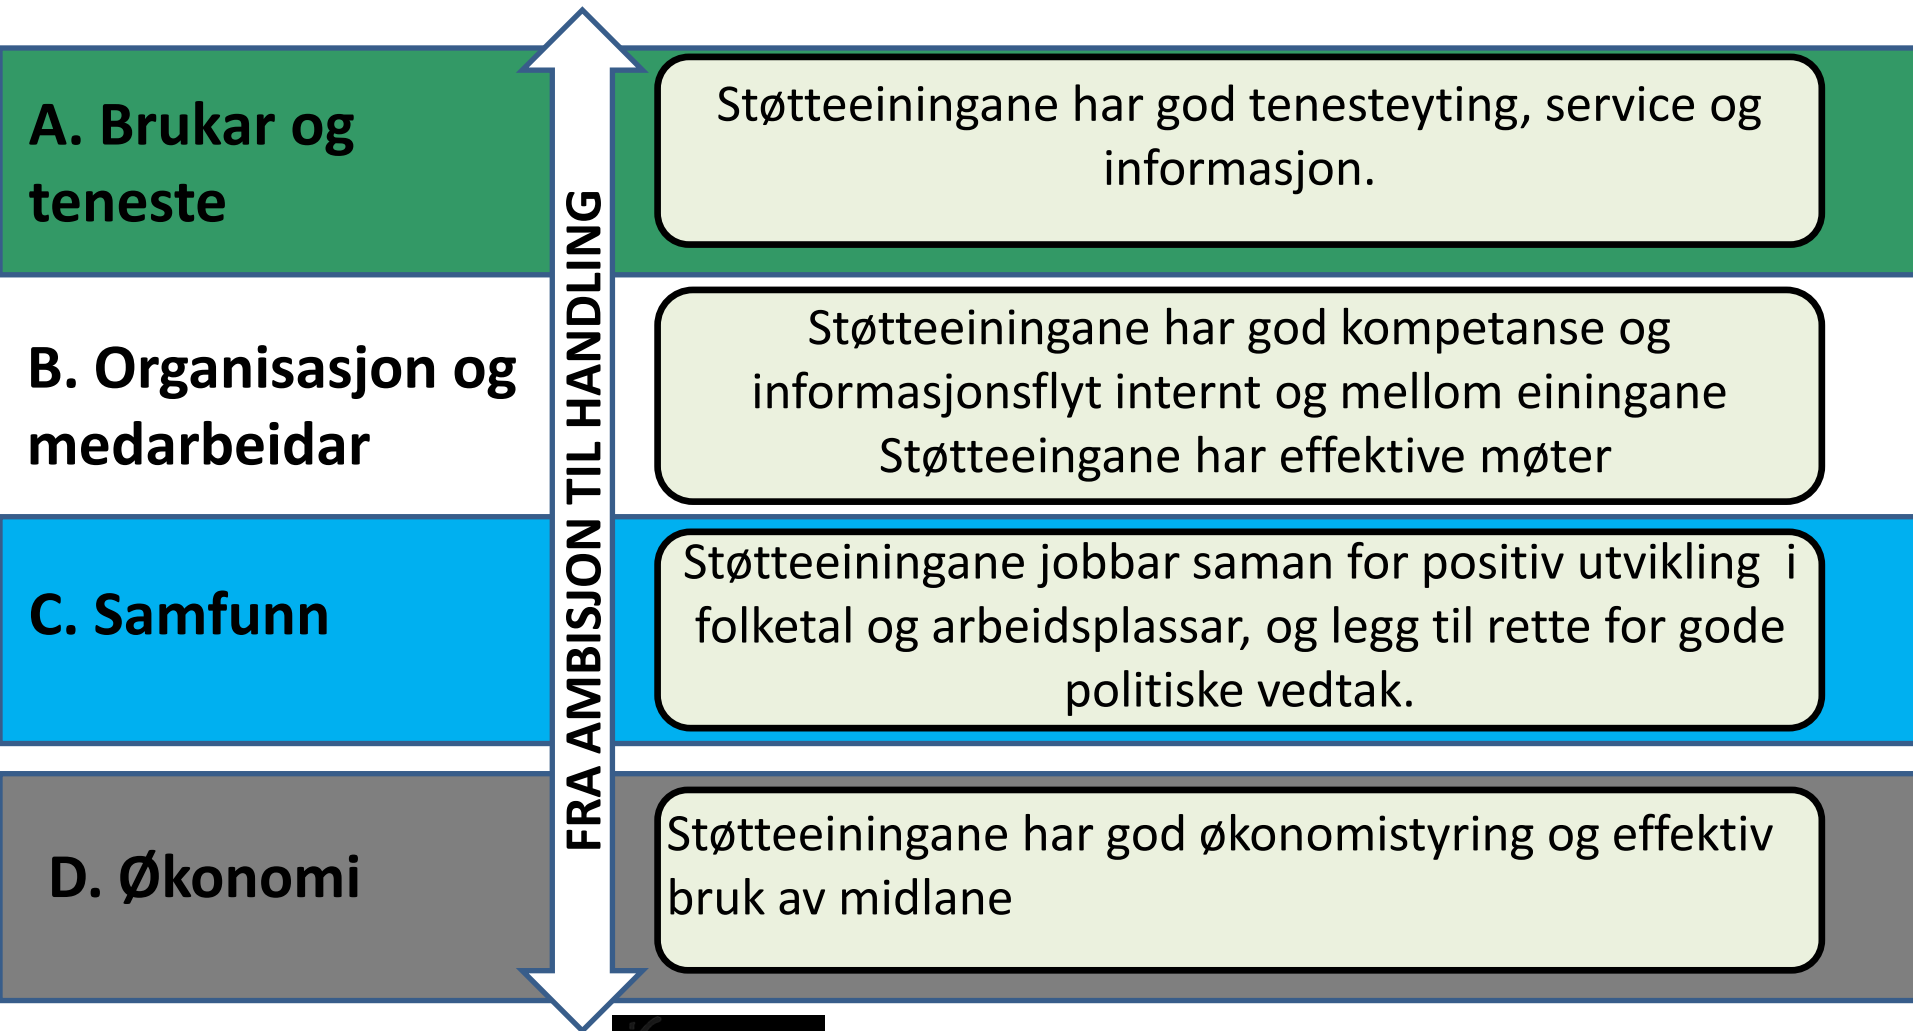 A. Brukar og
teneste
Støtteeiningane har god tenesteyting, service og
informasjon.
B. Organisasjon og
medarbeidar
Støtteeiningane har god kompetanse og
informasjonsflyt internt og mellom einingane
Støtteeingane har effektive møter
C. Samfunn
Støtteeiningane jobbar saman for positiv utvikling  i
folketal og arbeidsplassar, og legg til rette for gode
politiske vedtak.
D. Økonomi
Støtteeiningane har god økonomistyring og effektiv
bruk av midlane
FRA AMBISJON TIL HANDLING